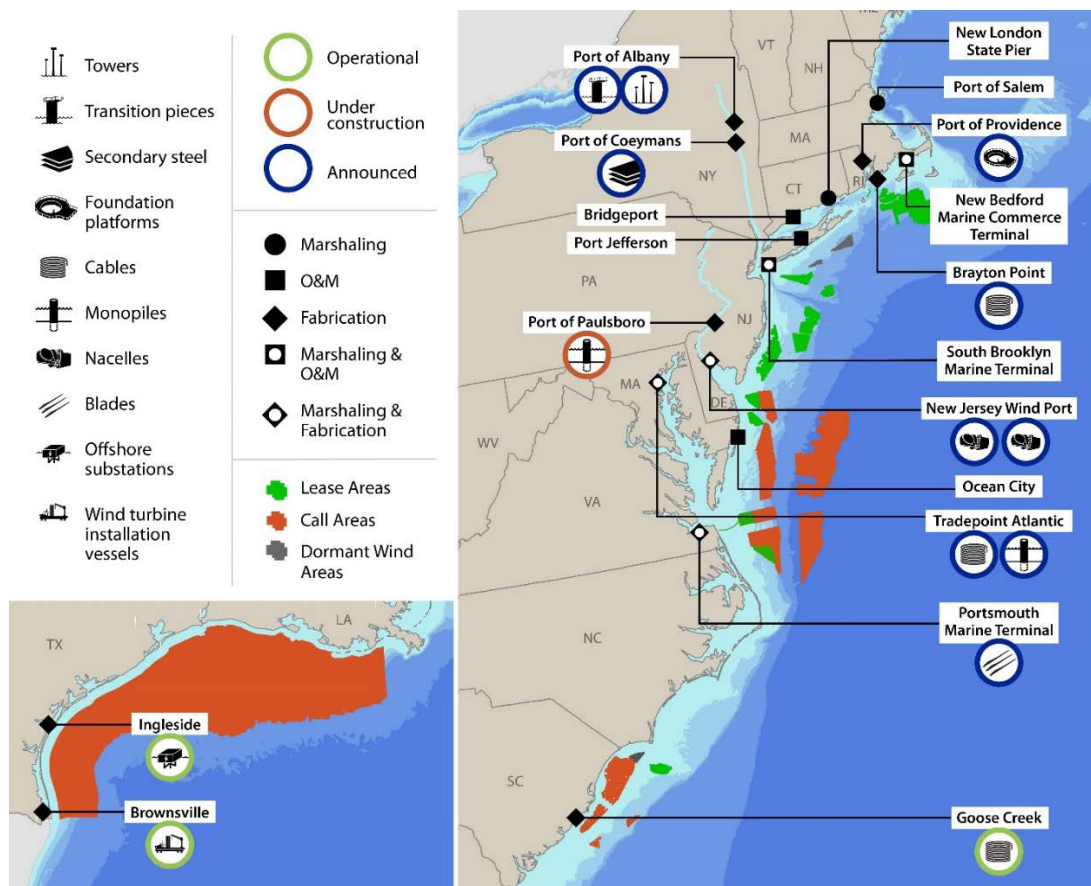 Towers
Transition pieces
Secondary steel
Foundation
platforms
Cables
Monopiles
Nacelles
Blades
Offshore
substations
Wind turbine
installation
vessels
Operational
Under
construction
Announced
Marshaling
O&M
Fabrication
Marshaling &
O&M
Marshaling &
Fabrication
Lease Areas
Call Areas
Dormant Wind
Areas
TX
LA
Ingleside
Brownsville
ME
VT
NH
MA
NY
CT
RI
PA
NJ
MA
DE
WV
VA
NC
SC
Port of Albany
Port of Coeymans
Bridgeport
Port Jefferson
Port of Paulsboro
New London
State Pier
Port of Salem
Port of Providence
New Bedford
Marine Commerce
Terminal
Brayton Point
South Brooklyn
Marine Terminal
New Jersey Wind Port
Ocean City
Tradepoint Atlantic
Portsmouth
Marine Terminal
Goose Creek